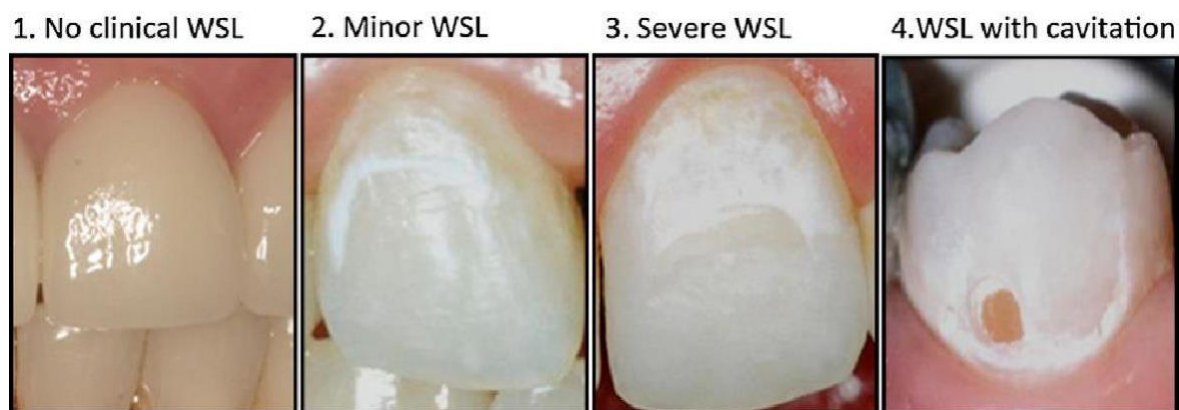 1. No clinical WSL
2. Minor WSL
3. Severe WSL
4.WSL with cavitation